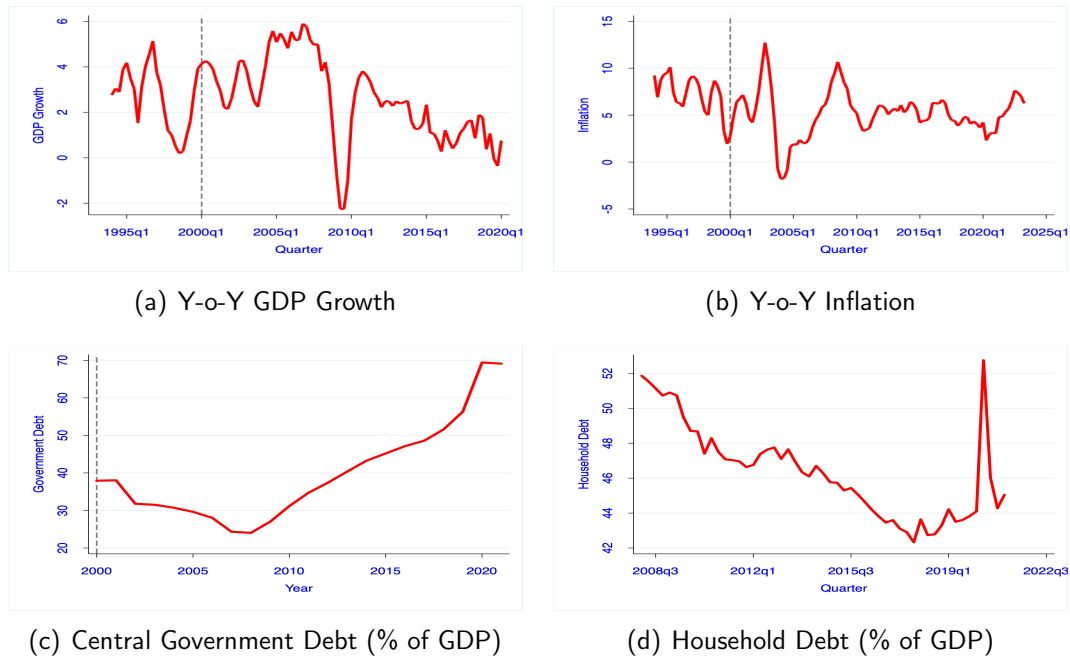 GDP Growth
6
4
2
0
-2
1995q1 2000q1 2005q1 2010q1 2015q1 2020q1
Quarter
(a) Y-o-Y GDP Growth
Inflation
15
10
5
0
-5
1995q1 2000q1 2005q1 2010q1 2015q1 2020q1 2025q1
Quarter
(b) Y-o-Y Inflation
Government Debt
70
60
50
40
30
20
2000 2005 2010 2015 2020
Year
(c) Central Government Debt (% of GDP)
Household Debt
52
50
48
46
44
42
2008q3 2012q1 2015q3 2019q1 2022q3
Quarter
(d) Household Debt (% of GDP)